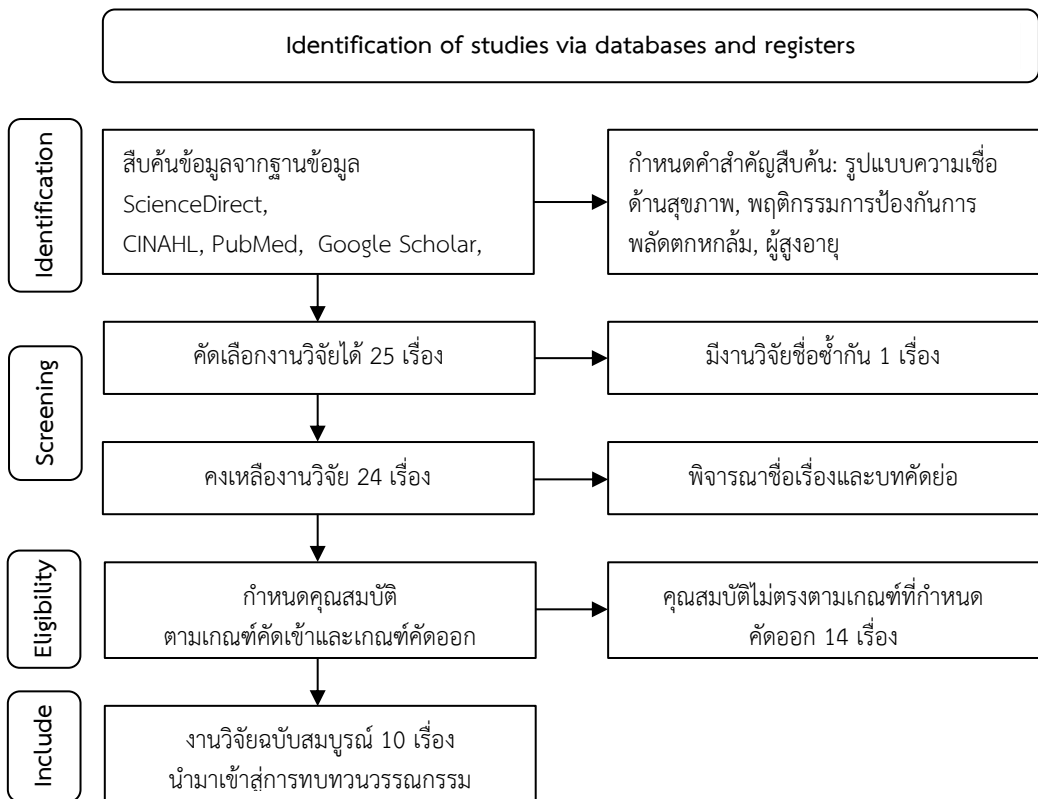 Identification of studies via databases and registers
Identification
สืบค้นข้อมูลจากฐานข้อมูล
ScienceDirect,
CINAHL, PubMed, Google Scholar,
กำหนดคำสำคัญสืบค้น: รูปแบบความเชื่อ
ด้านสุขภาพ, พฤติกรรมการป้องกันการ
พลัดตกหกล้ม, ผู้สูงอายุ
Screening
คัดเลือกงานวิจัยได้ 25 เรื่อง
มีงานวิจัยชื่อซ้ำกัน 1 เรื่อง
คงเหลืองานวิจัย 24 เรื่อง
พิจารณาชื่อเรื่องและบทคัดย่อ
Eligibility
กำหนดคุณสมบัติ
ตามเกณฑ์คัดเข้าและเกณฑ์คัดออก
คุณสมบัติไม่ตรงตามเกณฑ์ที่กำหนด
คัดออก 14 เรื่อง
Include
งานวิจัยฉบับสมบูรณ์ 10 เรื่อง
นำมาเข้าสู่การทบทวนวรรณกรรม